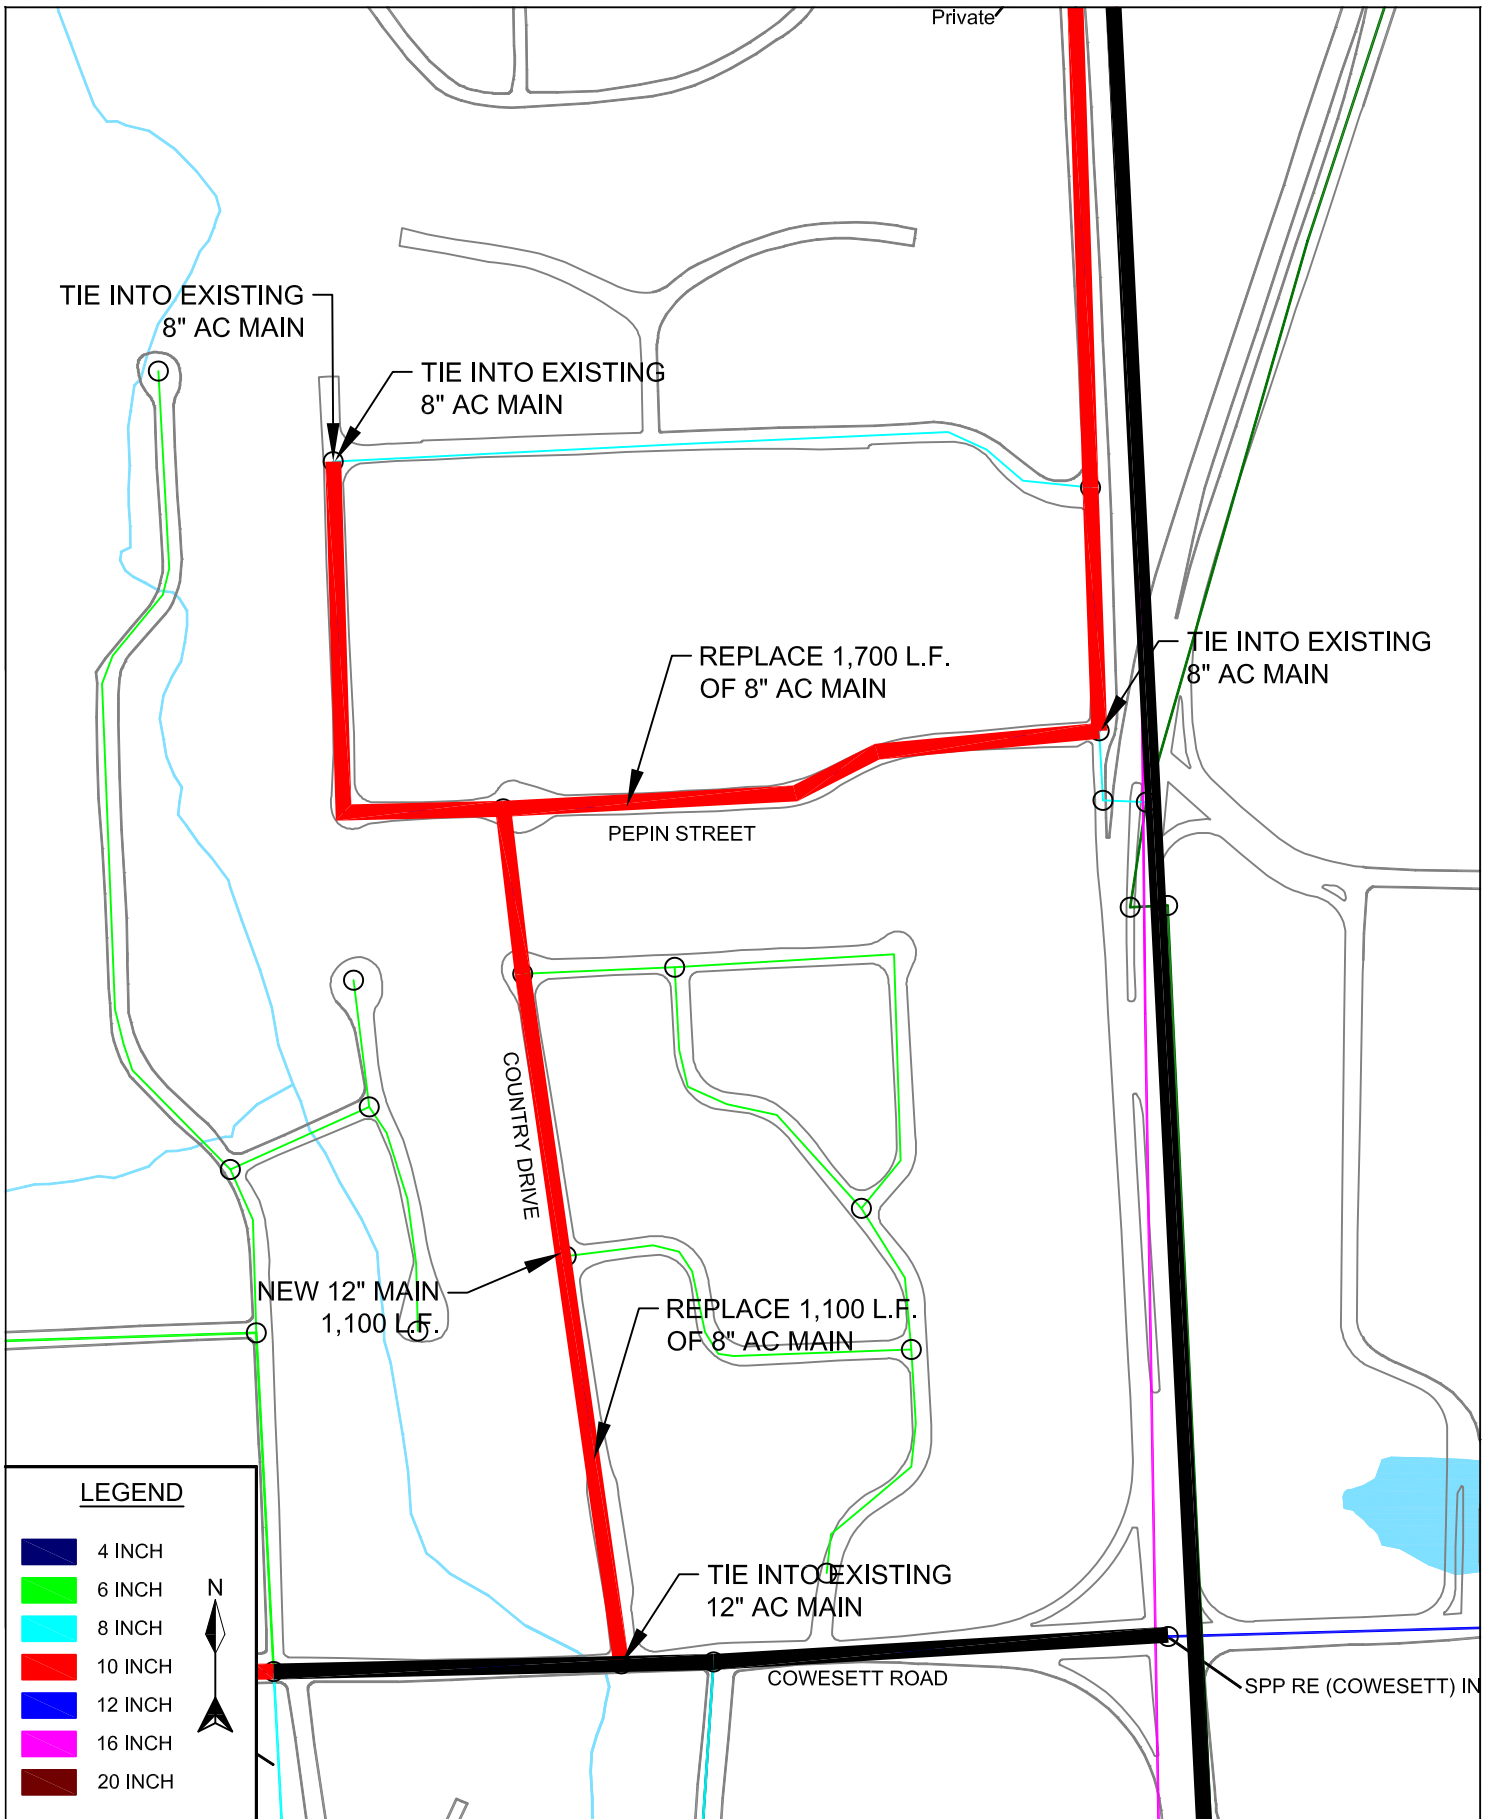 Private
TIE INTO EXISTING
8" AC MAIN
TIE INTO EXISTING
8" AC MAIN
REPLACE 1,700 L.F.
OF 8" AC MAIN
TIE INTO EXISTING
8" AC MAIN
PEPIN STREET
COUNTRY DRIVE
NEW 12" MAIN
1,100 L.F.
REPLACE 1,100 L.F.
OF 8" AC MAIN
TIE INTO EXISTING
12" AC MAIN
COWESETT ROAD
SPP RE (COWESETT) IN
LEGEND
4 INCH
6 INCH
8 INCH
10 INCH
12 INCH
16 INCH
20 INCH
N